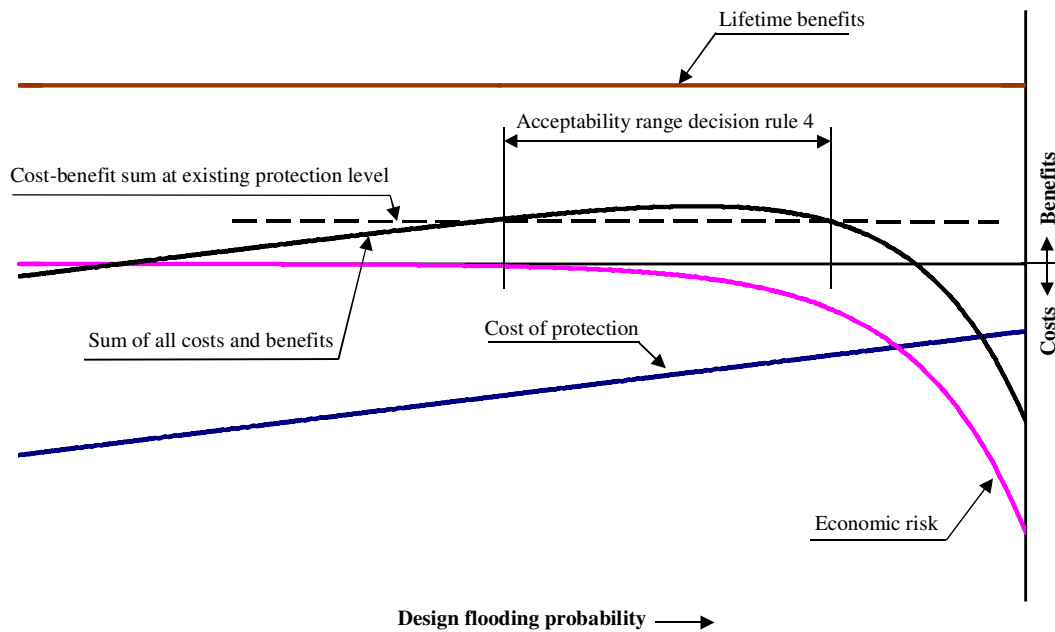 Lifetime benefits
Acceptability range decision rule 4
Cost-benefit sum at existing protection level
Benefits
Costs
Sum of all costs and benefits
Cost of protection
Economic risk
Design flooding probability